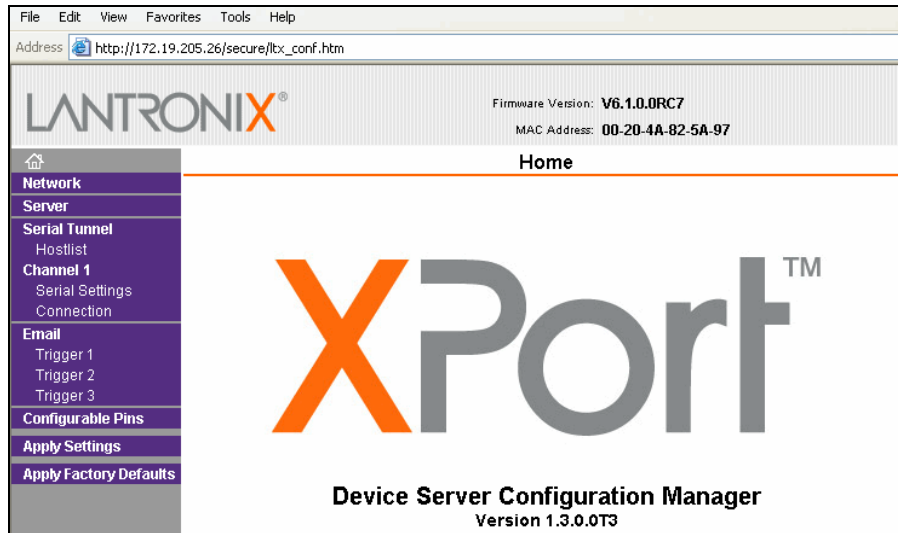 File Edit View Favorites Tools Help
Address http://172.19.205.26/secure/ltx_conf.htm
LANTRONIX®
Firmware Version: V6.1.0.0RC7
MAC Address: 00-20-4A-82-5A-97
Home
Network
Server
Serial Tunnel
Hostlist
Channel 1
Serial Settings
Connection
Email
Trigger 1
Trigger 2
Trigger 3
Configurable Pins
Apply Settings
Apply Factory Defaults
XPort™
Device Server Configuration Manager
Version 1.3.0.0T3